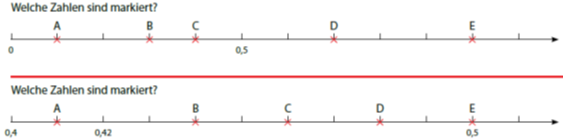 Welche Zahlen sind markiert?
A B C D E
0 0,5
Welche Zahlen sind markiert?
A B C D E
0,4 0,42 0,5